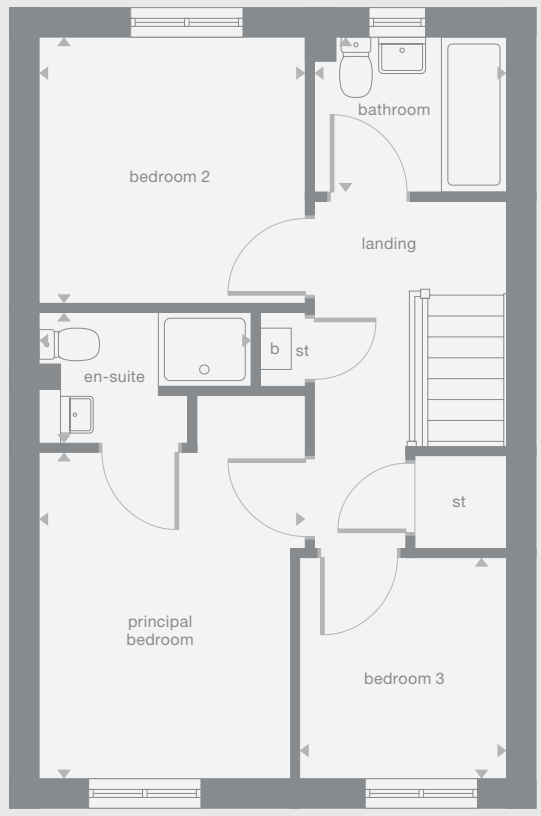 bathroom
bedroom 2
landing
b
st
en-suite
st
principal
bedroom
bedroom 3